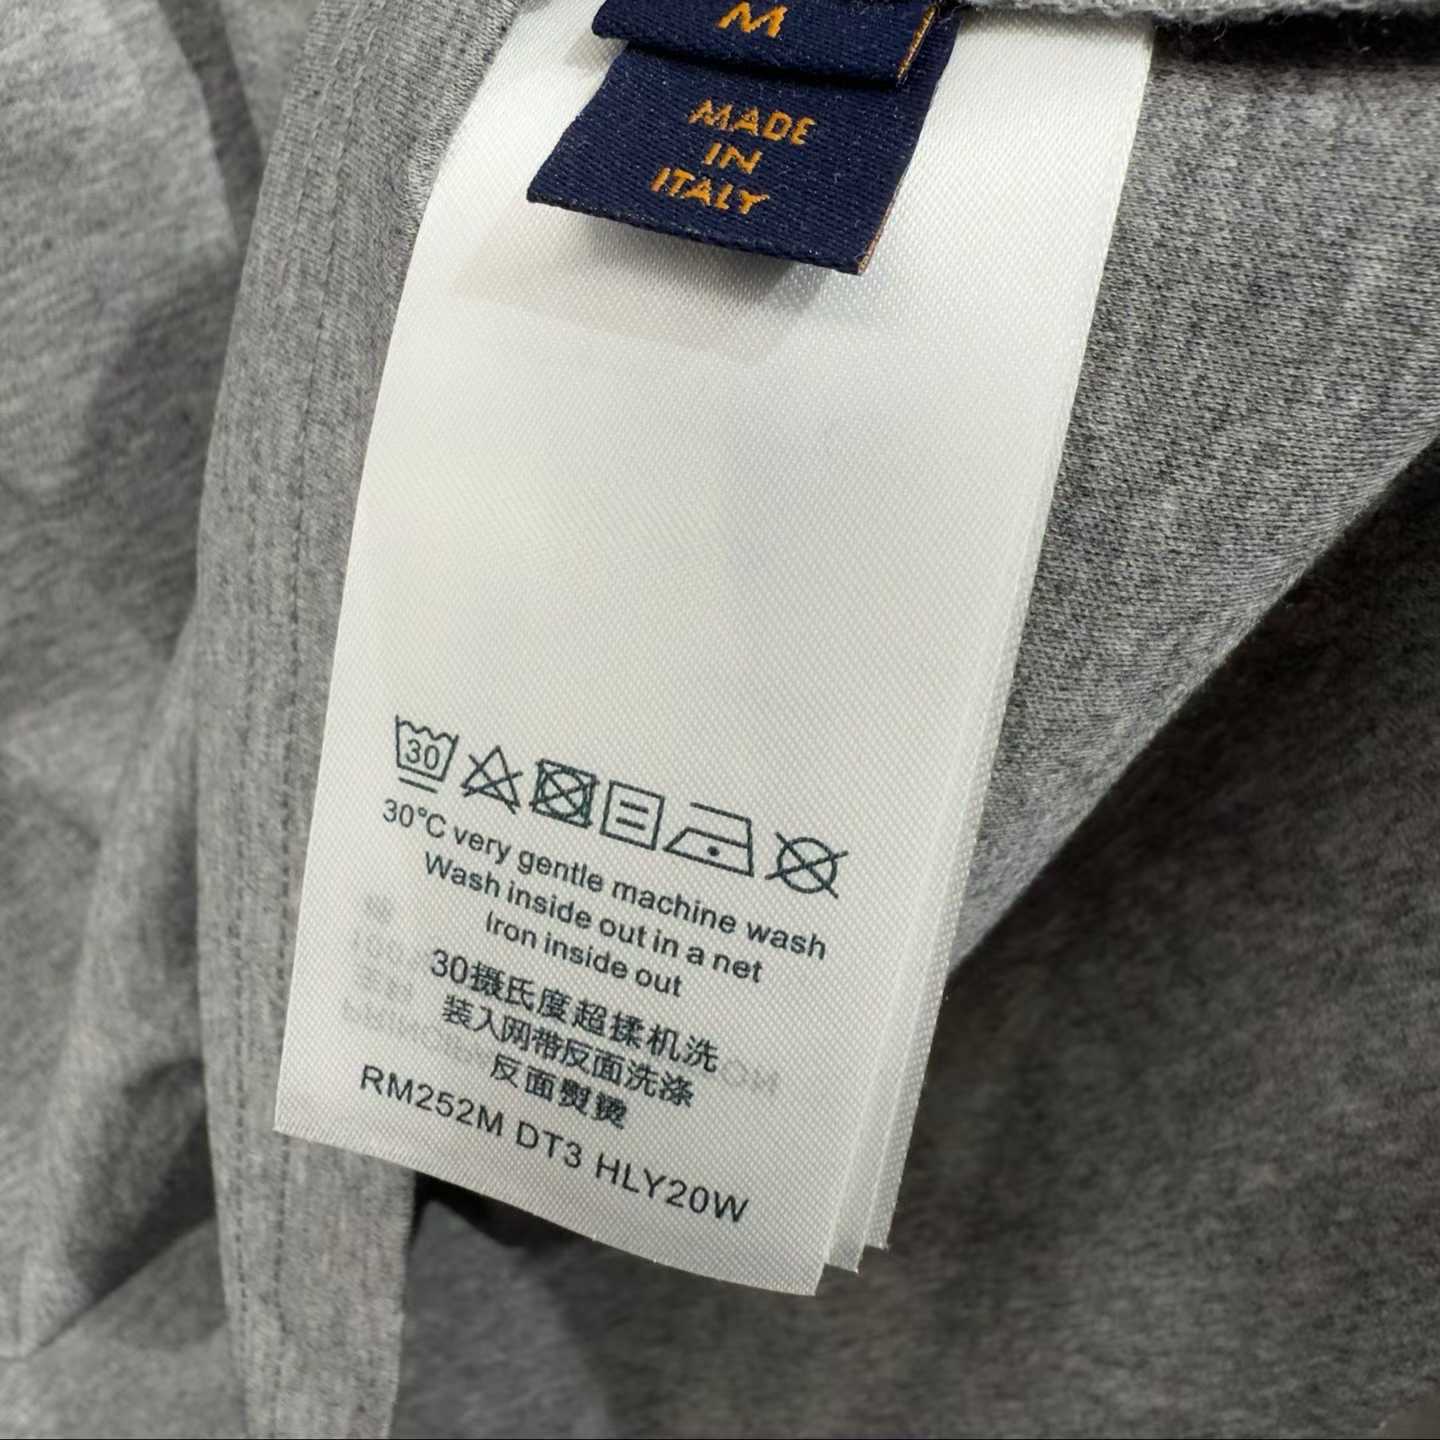 M
MADE
IN
ITALY
30
30°C very gentle machine wash
Wash inside out in a net
Iron inside out
30摄氏度超揉机洗
装入网带反面洗涤
反面熨烫
RM252M DT3 HLY20W